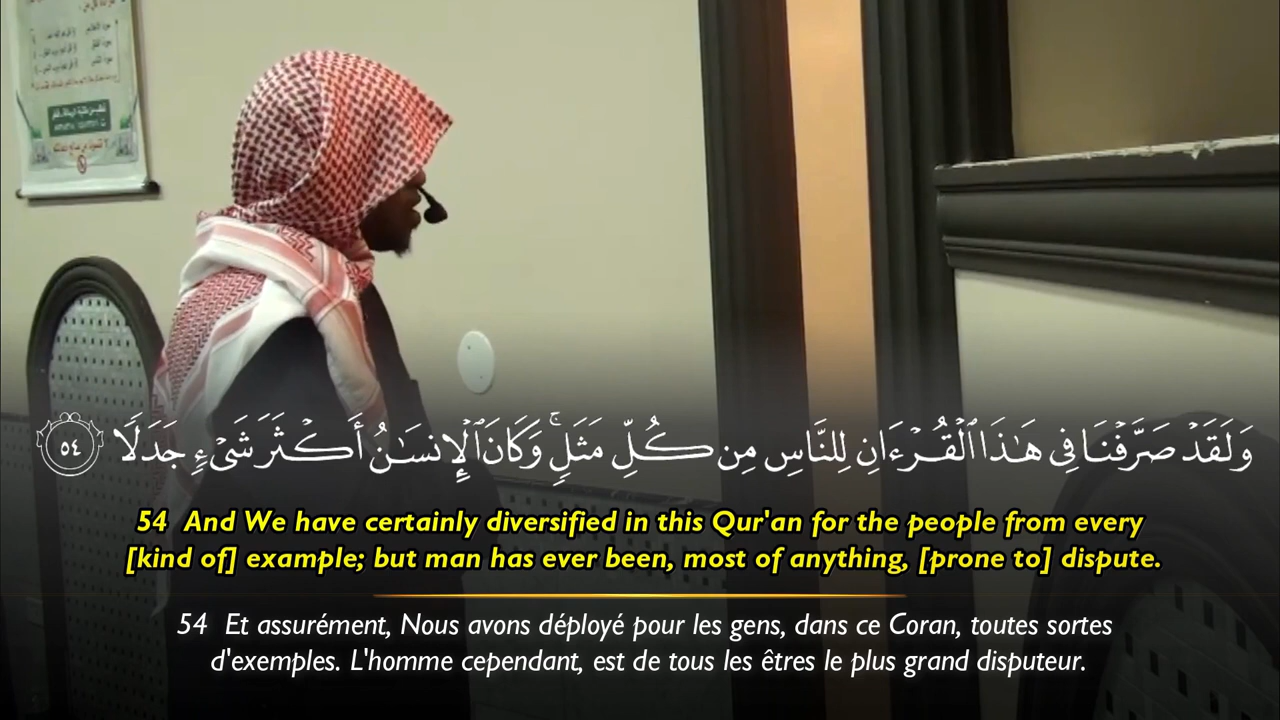 وَلَقَدْ صَرَّفْنَا فِى هَٰذَا ٱلْقُرْءَانِ لِلنَّاسِ مِن كُلِّ مَثَلٍۢ ۚ وَكَانَ ٱلْإِنسَٰنُ أَكْثَرَ شَىْءٍۢ جَدَلًا ٥٤
54 And We have certainly diversified in this Qur'an for the people from every
[kind of] example; but man has ever been, most of anything, [prone to] dispute.
54 Et assurément, Nous avons déployé pour les gens, dans ce Coran, toutes sortes
d'exemples. L'homme cependant, est de tous les êtres le plus grand disputeur.